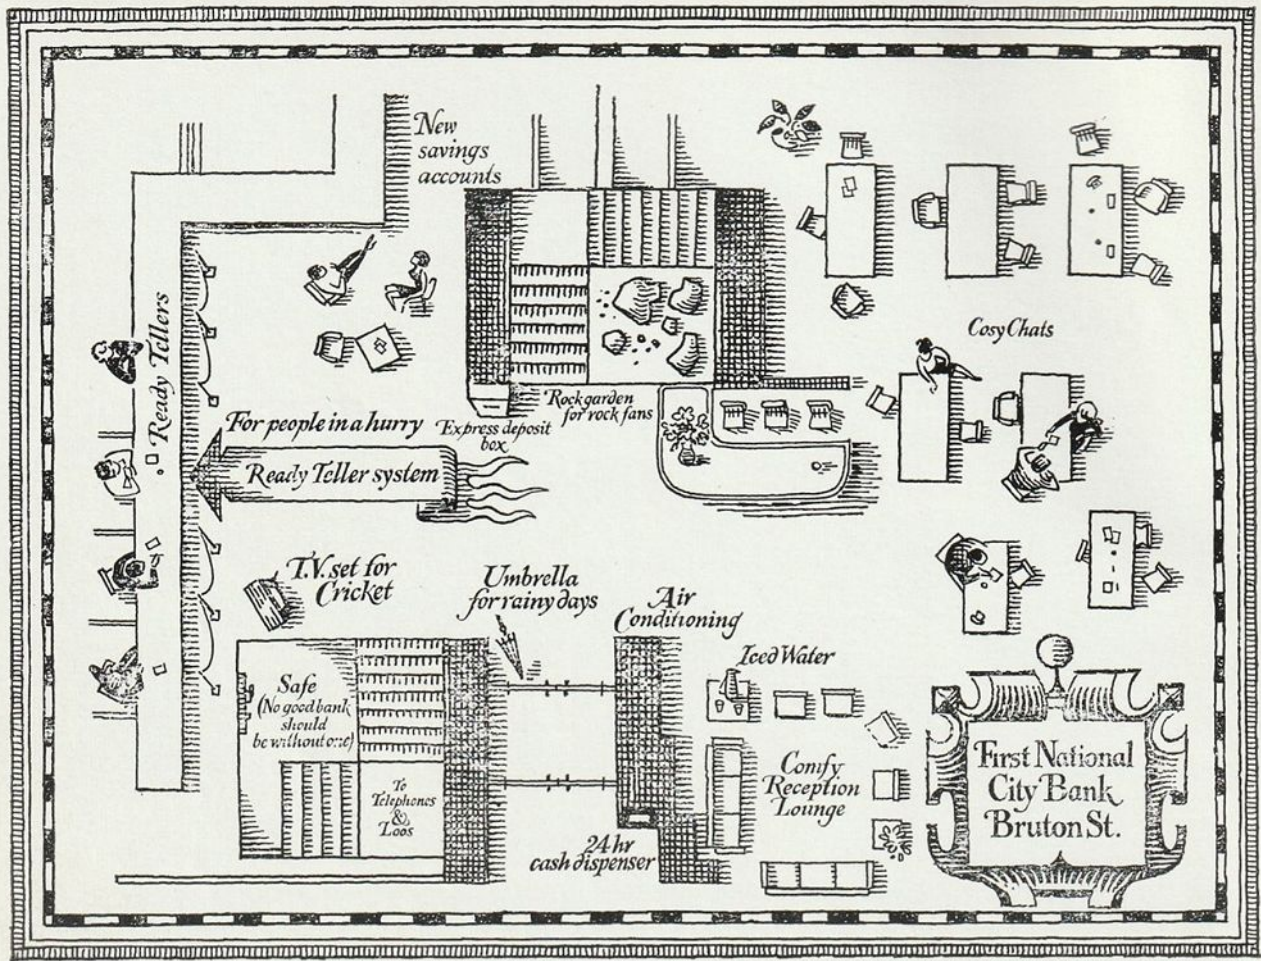 New
savings
accounts
Ready Tellers
Cosy Chats
For people in a hurry
Express deposit
box
Rockgarden
for rock fans
Ready Teller system
T.V. set for
Cricket
Umbrella
for rainy days
Air
Conditioning
Iced Water
Safe
(No good bank
should
be without one)
To
Telephones
&
Loos
24 hr
cash dispenser
Comfy
Reception
Lounge
First National
City Bank
Bruton St.